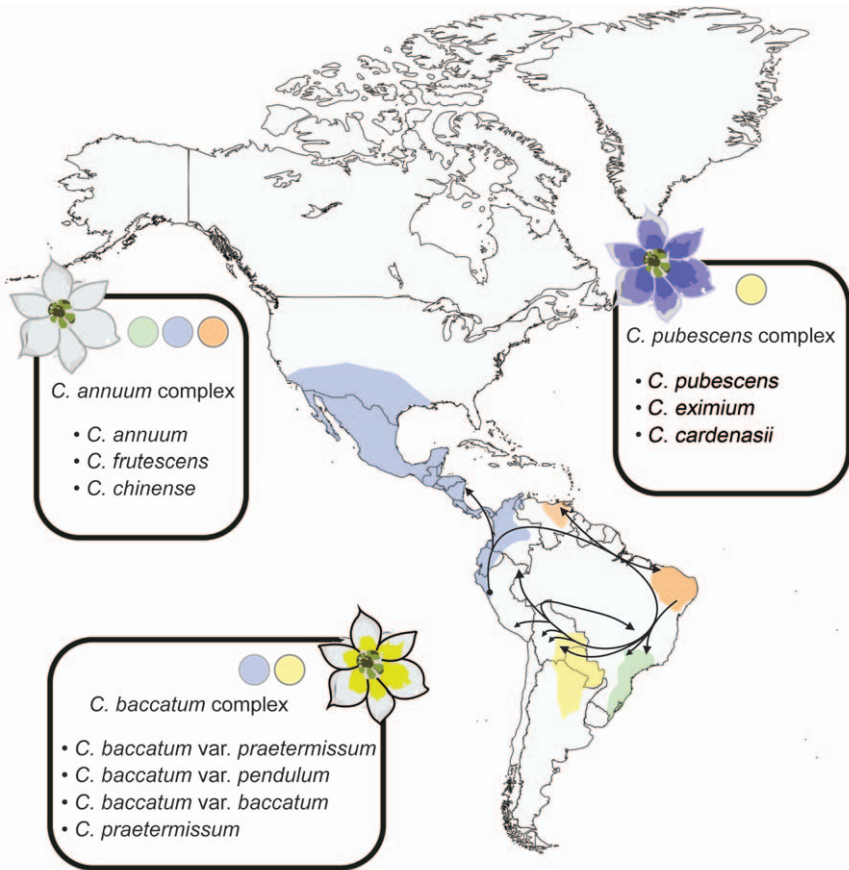 C. annuum complex
• C. annuum
• C. frutescens
• C. chinense
C. pubescens complex
• C. pubescens
• C. eximium
• C. cardenasii
C. baccatum complex
• C. baccatum var. praetermissum
• C. baccatum var. pendulum
• C. baccatum var. baccatum
• C. praetermissum